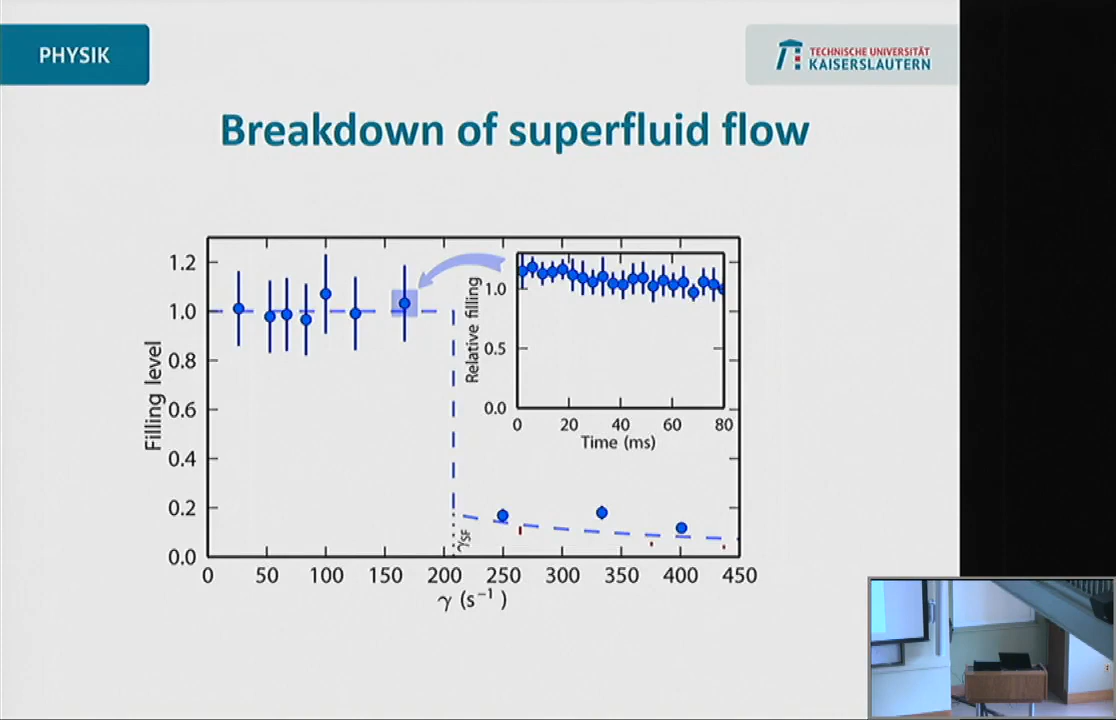 PHYSIK
TECHNISCHE UNIVERSITÄT
KAISERSLAUTERN
Breakdown of superfluid flow
1.2
1.0
0.8
0.6
0.4
0.2
0.0
Filling level
0 50 100 150 200 250 300 350 400 450
γ (s⁻¹)
γSF
1.0
0.5
0.0
Relative filling
0 20 40 60 80
Time (ms)